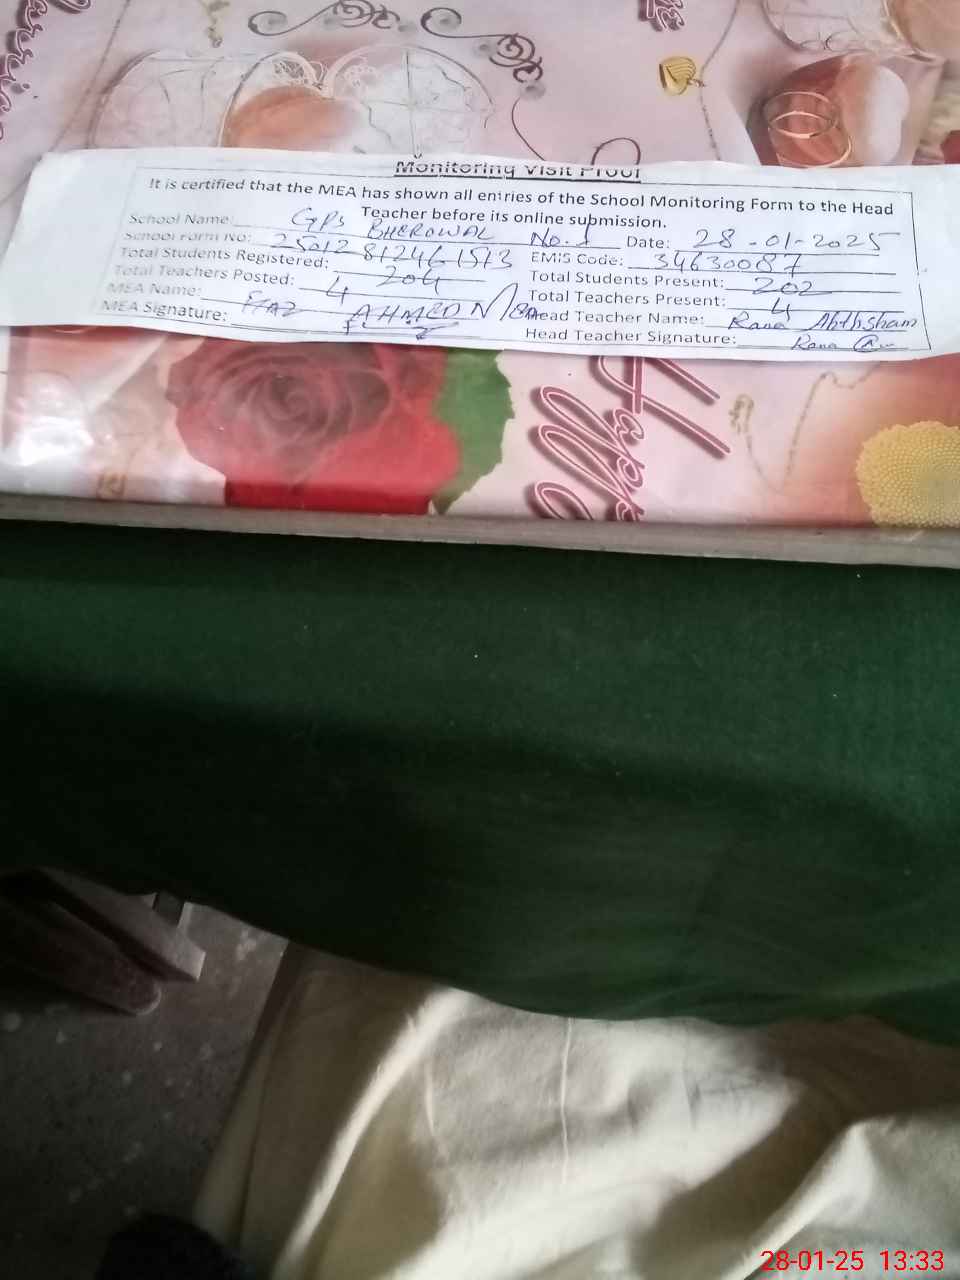 Monitoring Visit Proof
It is certified that the MEA has shown all entries of the School Monitoring Form to the Head
Teacher before its online submission.
School Name: GPS BHEROWAL No. 1 Date: 28-01-2025
School Form No: EMIS Code: 34630087
Total Students Registered: 204 Total Students Present: 202
Total Teachers Posted: 4 Total Teachers Present: 4
MEA Name: AHMED Head Teacher Name: Rana Ahtisham
MEA Signature: Head Teacher Signature: Rana
Happy
28-01-25 13:33